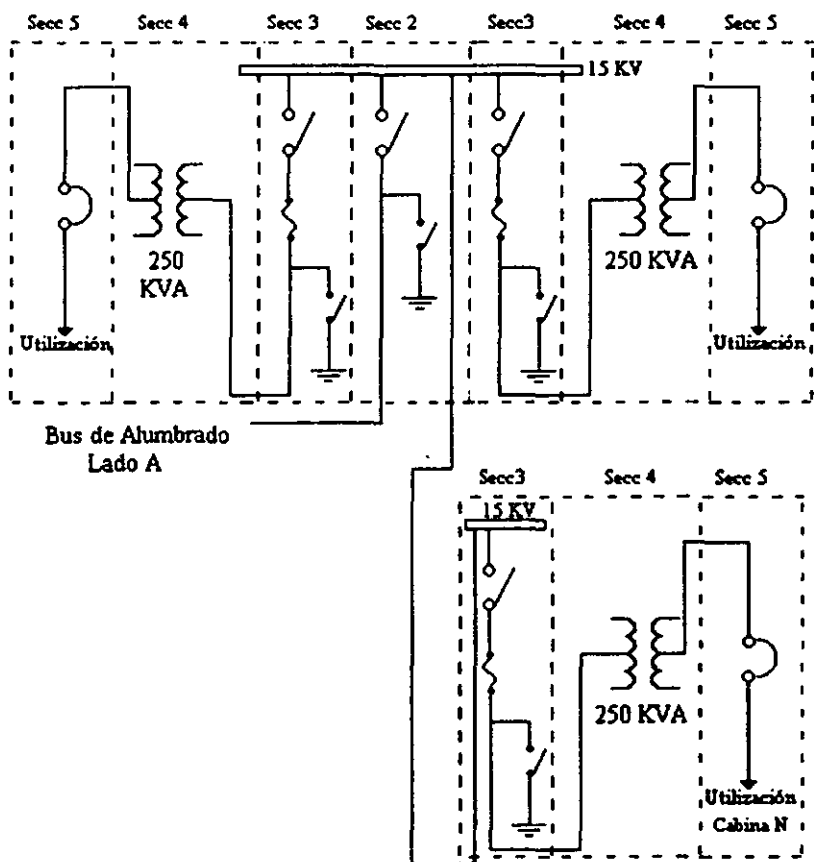 Secc 5 Secc 4 Secc 3 Secc 2 Secc3 Secc 4 Secc 5
15 KV
250
KVA
250 KVA
Utilización
Utilización
Bus de Alumbrado
Lado A
Secc3 Secc 4 Secc 5
15 KV
250 KVA
Utilización
Cabina N